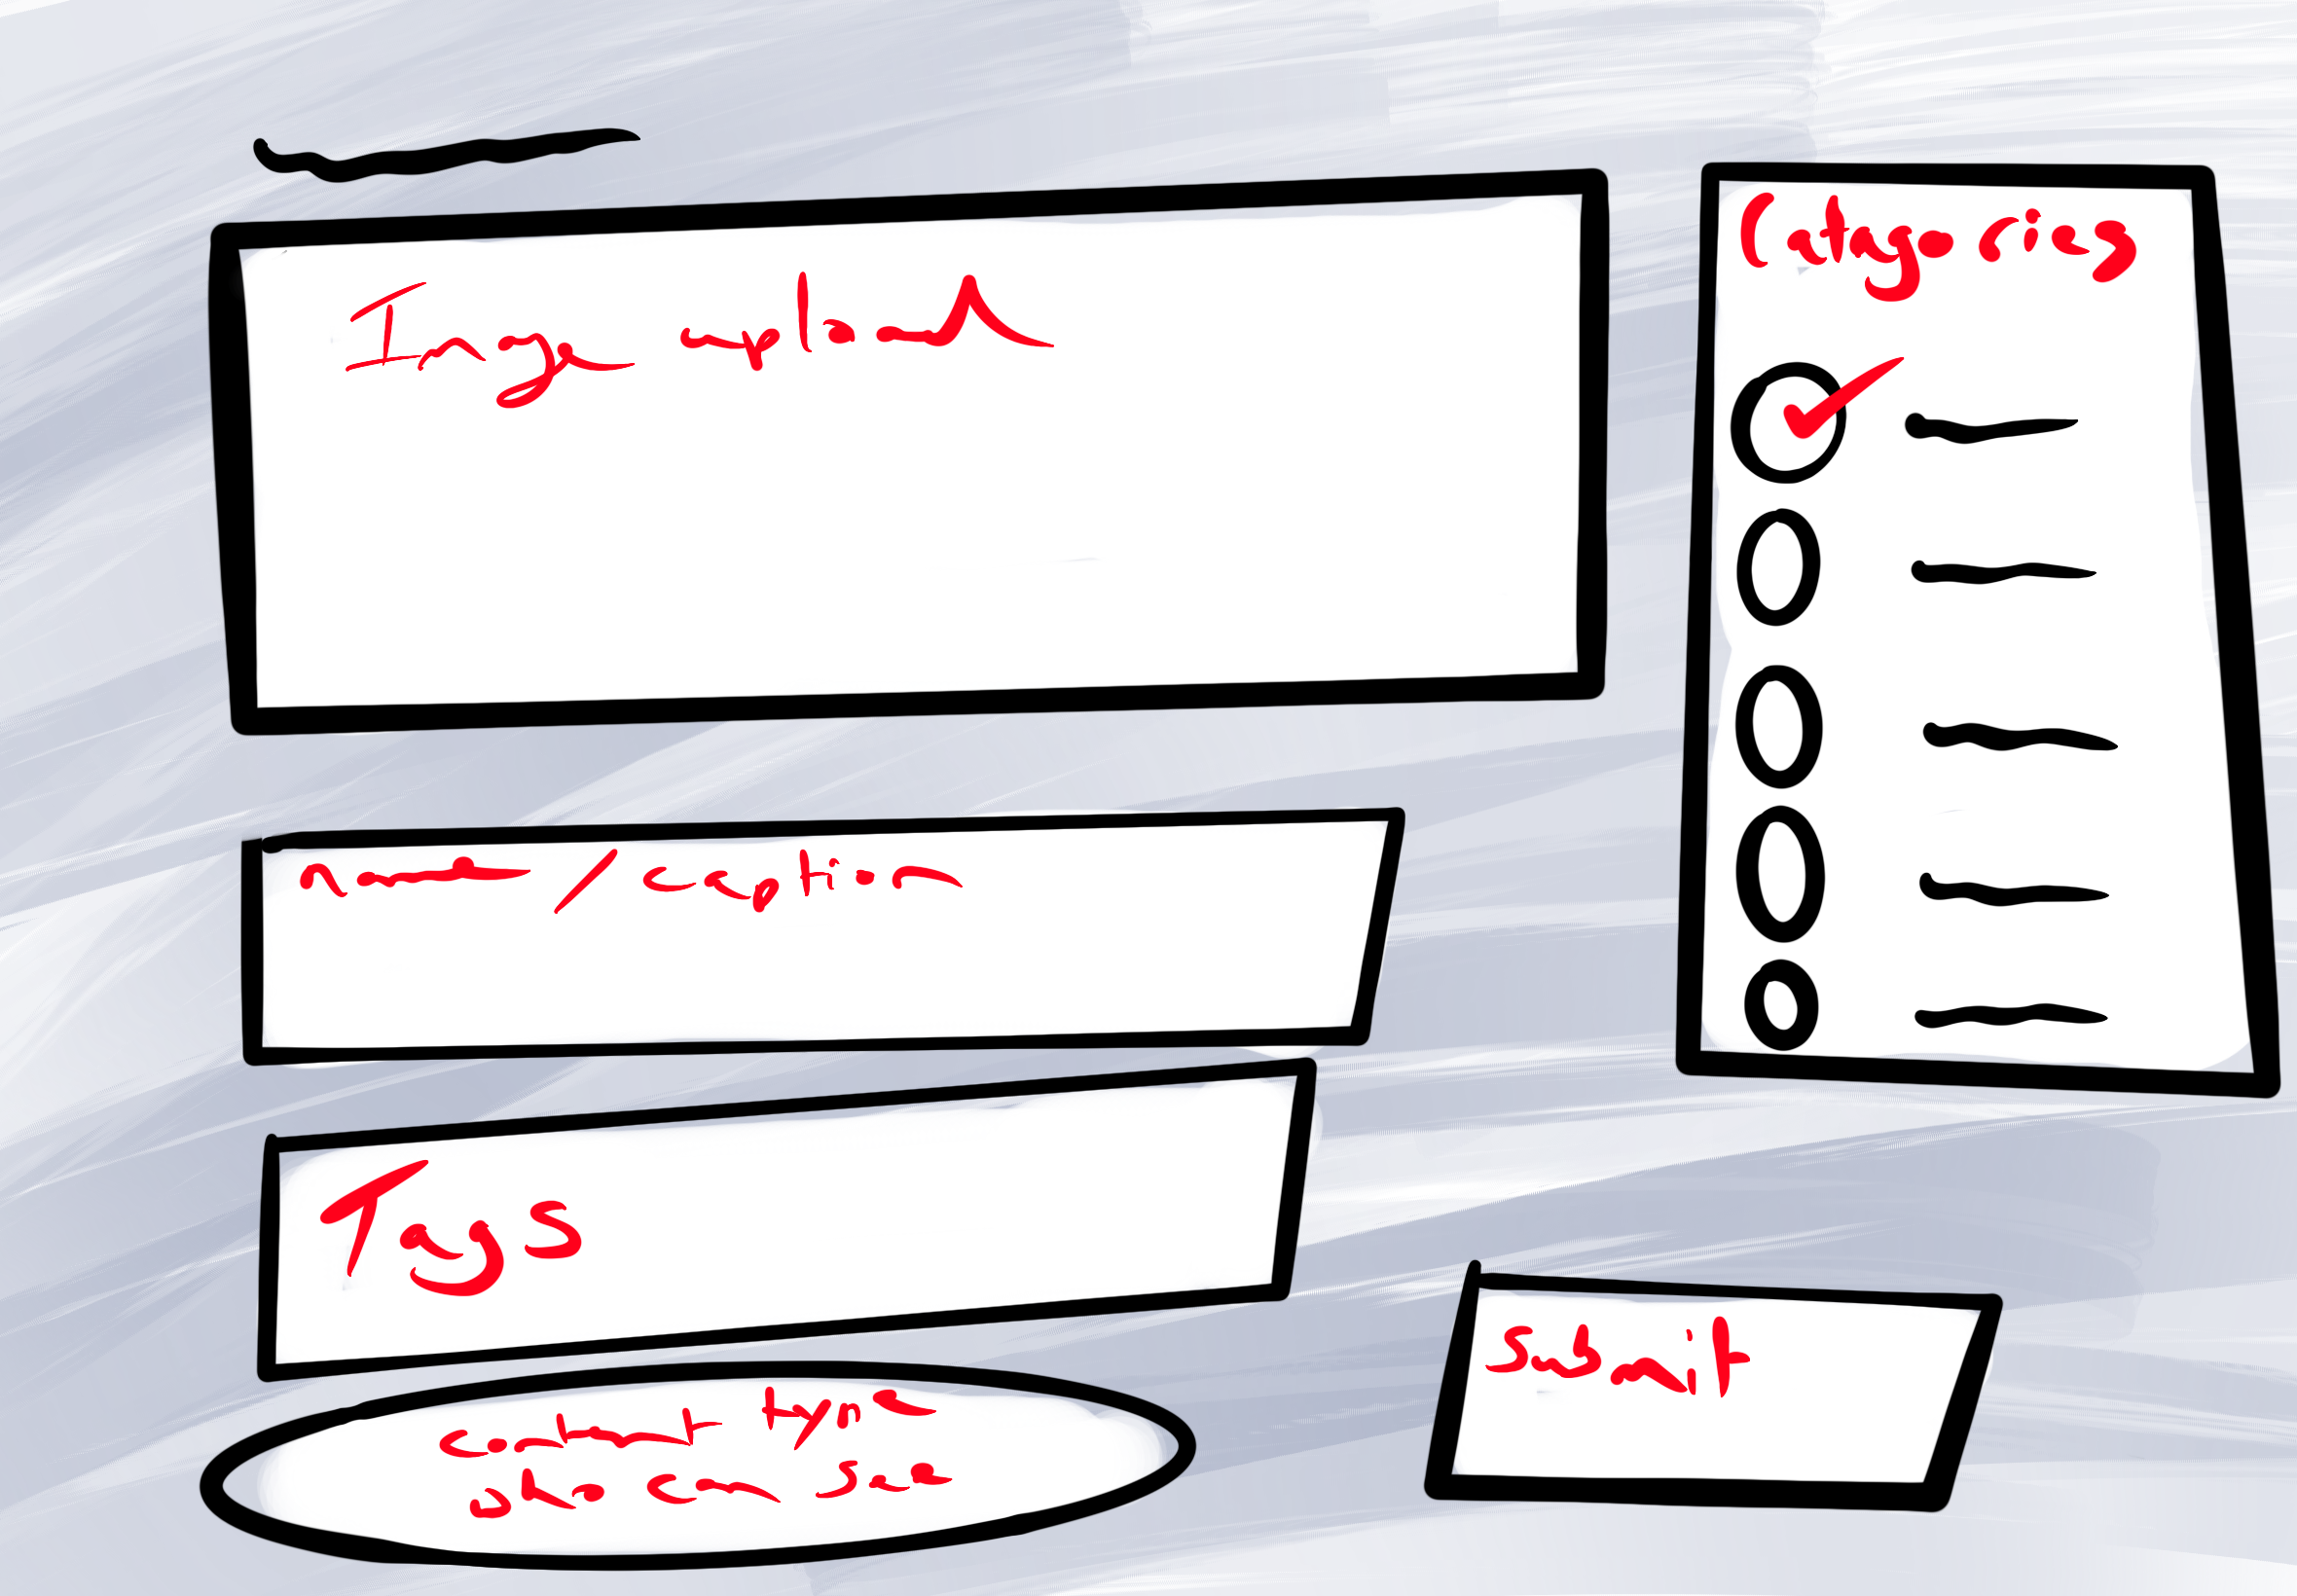 Image upload
name/caption
Tags
content type
who can see
Catagories
Submit